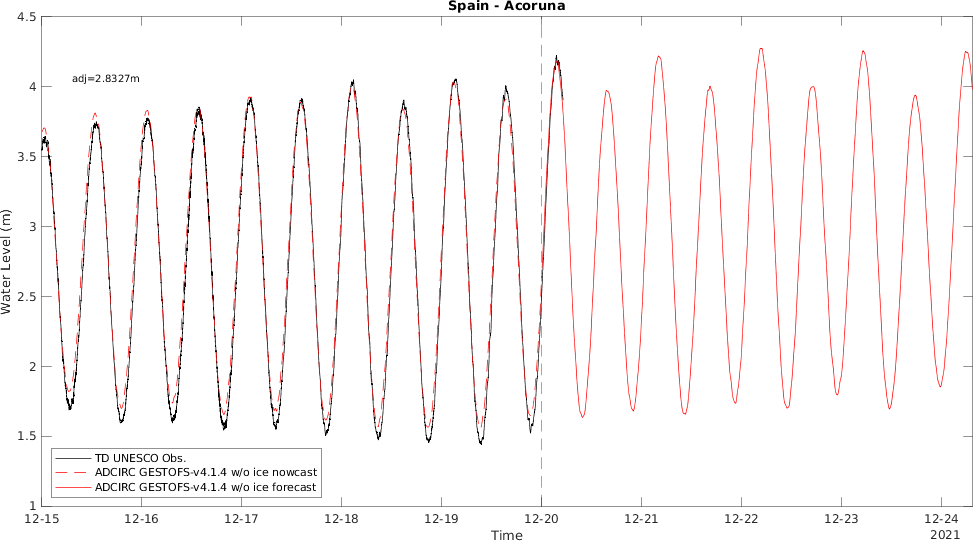 Spain - Acoruna
4.5
adj=2.8327m
4
3.5
3
2.5
2
1.5
1
Water Level (m)
TD UNESCO Obs.
ADCIRC GESTOFS-v4.1.4 w/o ice nowcast
ADCIRC GESTOFS-v4.1.4 w/o ice forecast
12-15 12-16 12-17 12-18 12-19 12-20 12-21 12-22 12-23 12-24
Time
2021